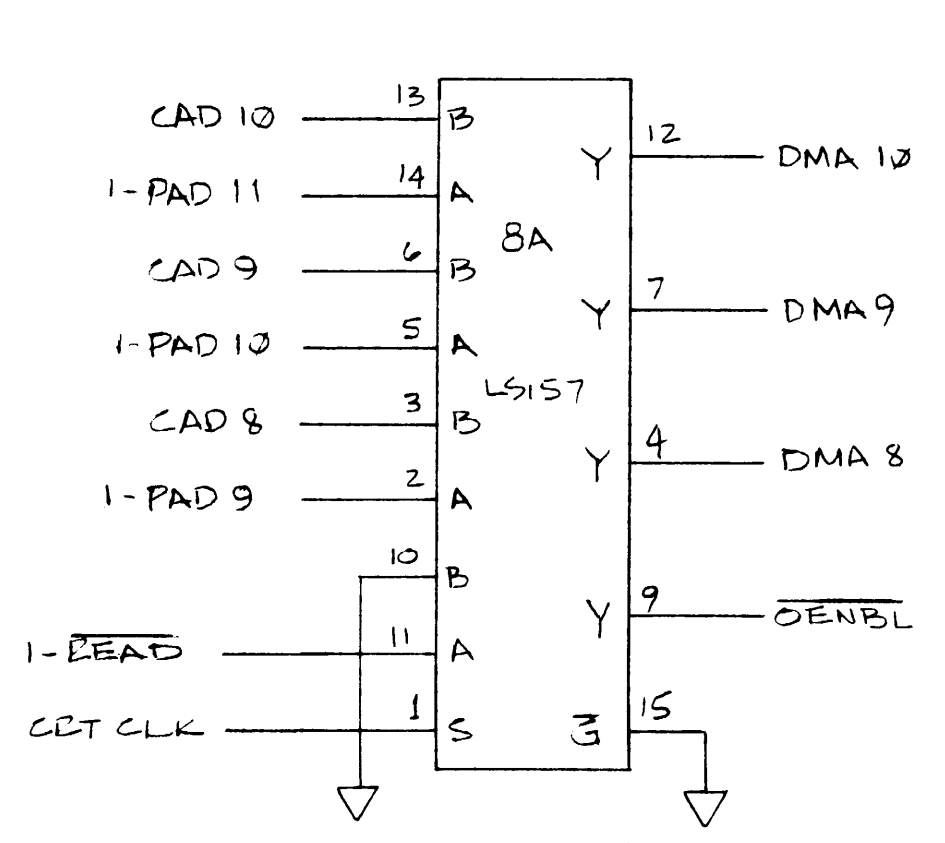 13
CAD 10 B
12
Y DMA 10
14
1-PAD 11 A
8A
6
CAD 9 B
7
Y DMA 9
5
1-PAD 10 A
LS157
3
CAD 8 B
4
Y DMA 8
2
1-PAD 9 A
10
B
9
Y OENBL
11
1-READ A
1
CRT CLK S
15
G